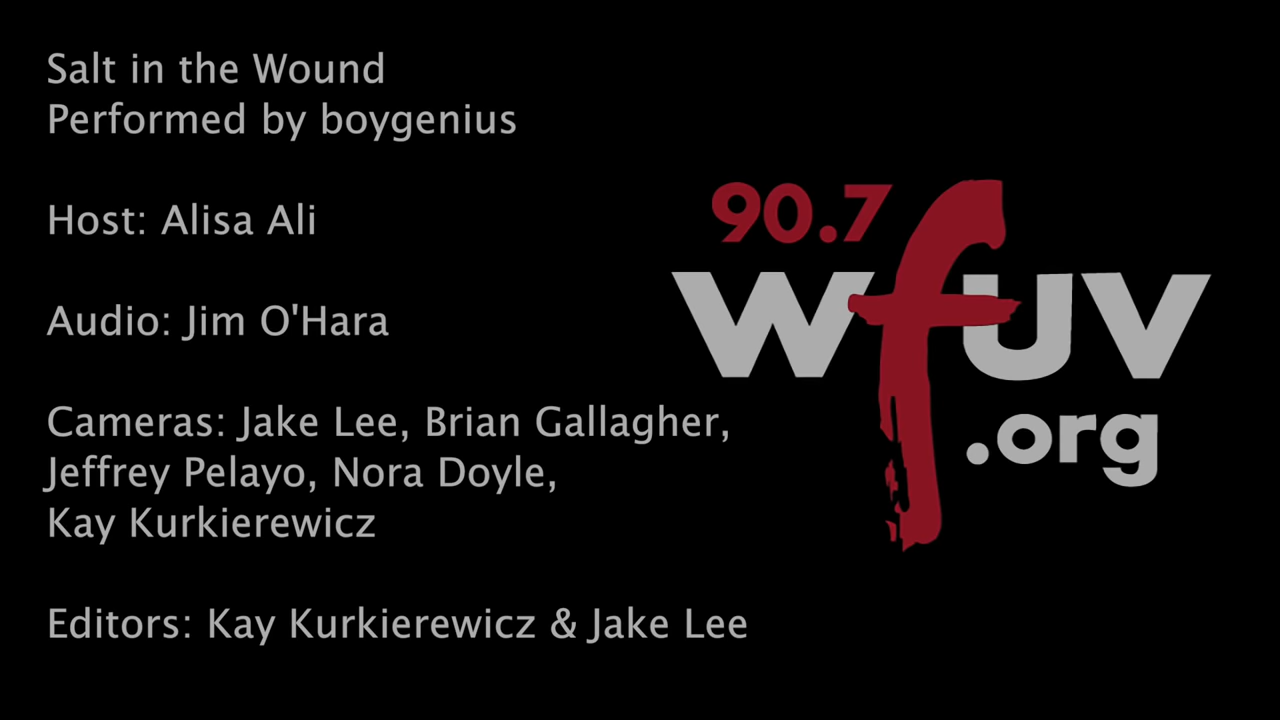 Salt in the Wound
Performed by boygenius
Host: Alisa Ali
Audio: Jim O'Hara
Cameras: Jake Lee, Brian Gallagher,
Jeffrey Pelayo, Nora Doyle,
Kay Kurkierewicz
Editors: Kay Kurkierewicz & Jake Lee
90.7
wfuv
.org